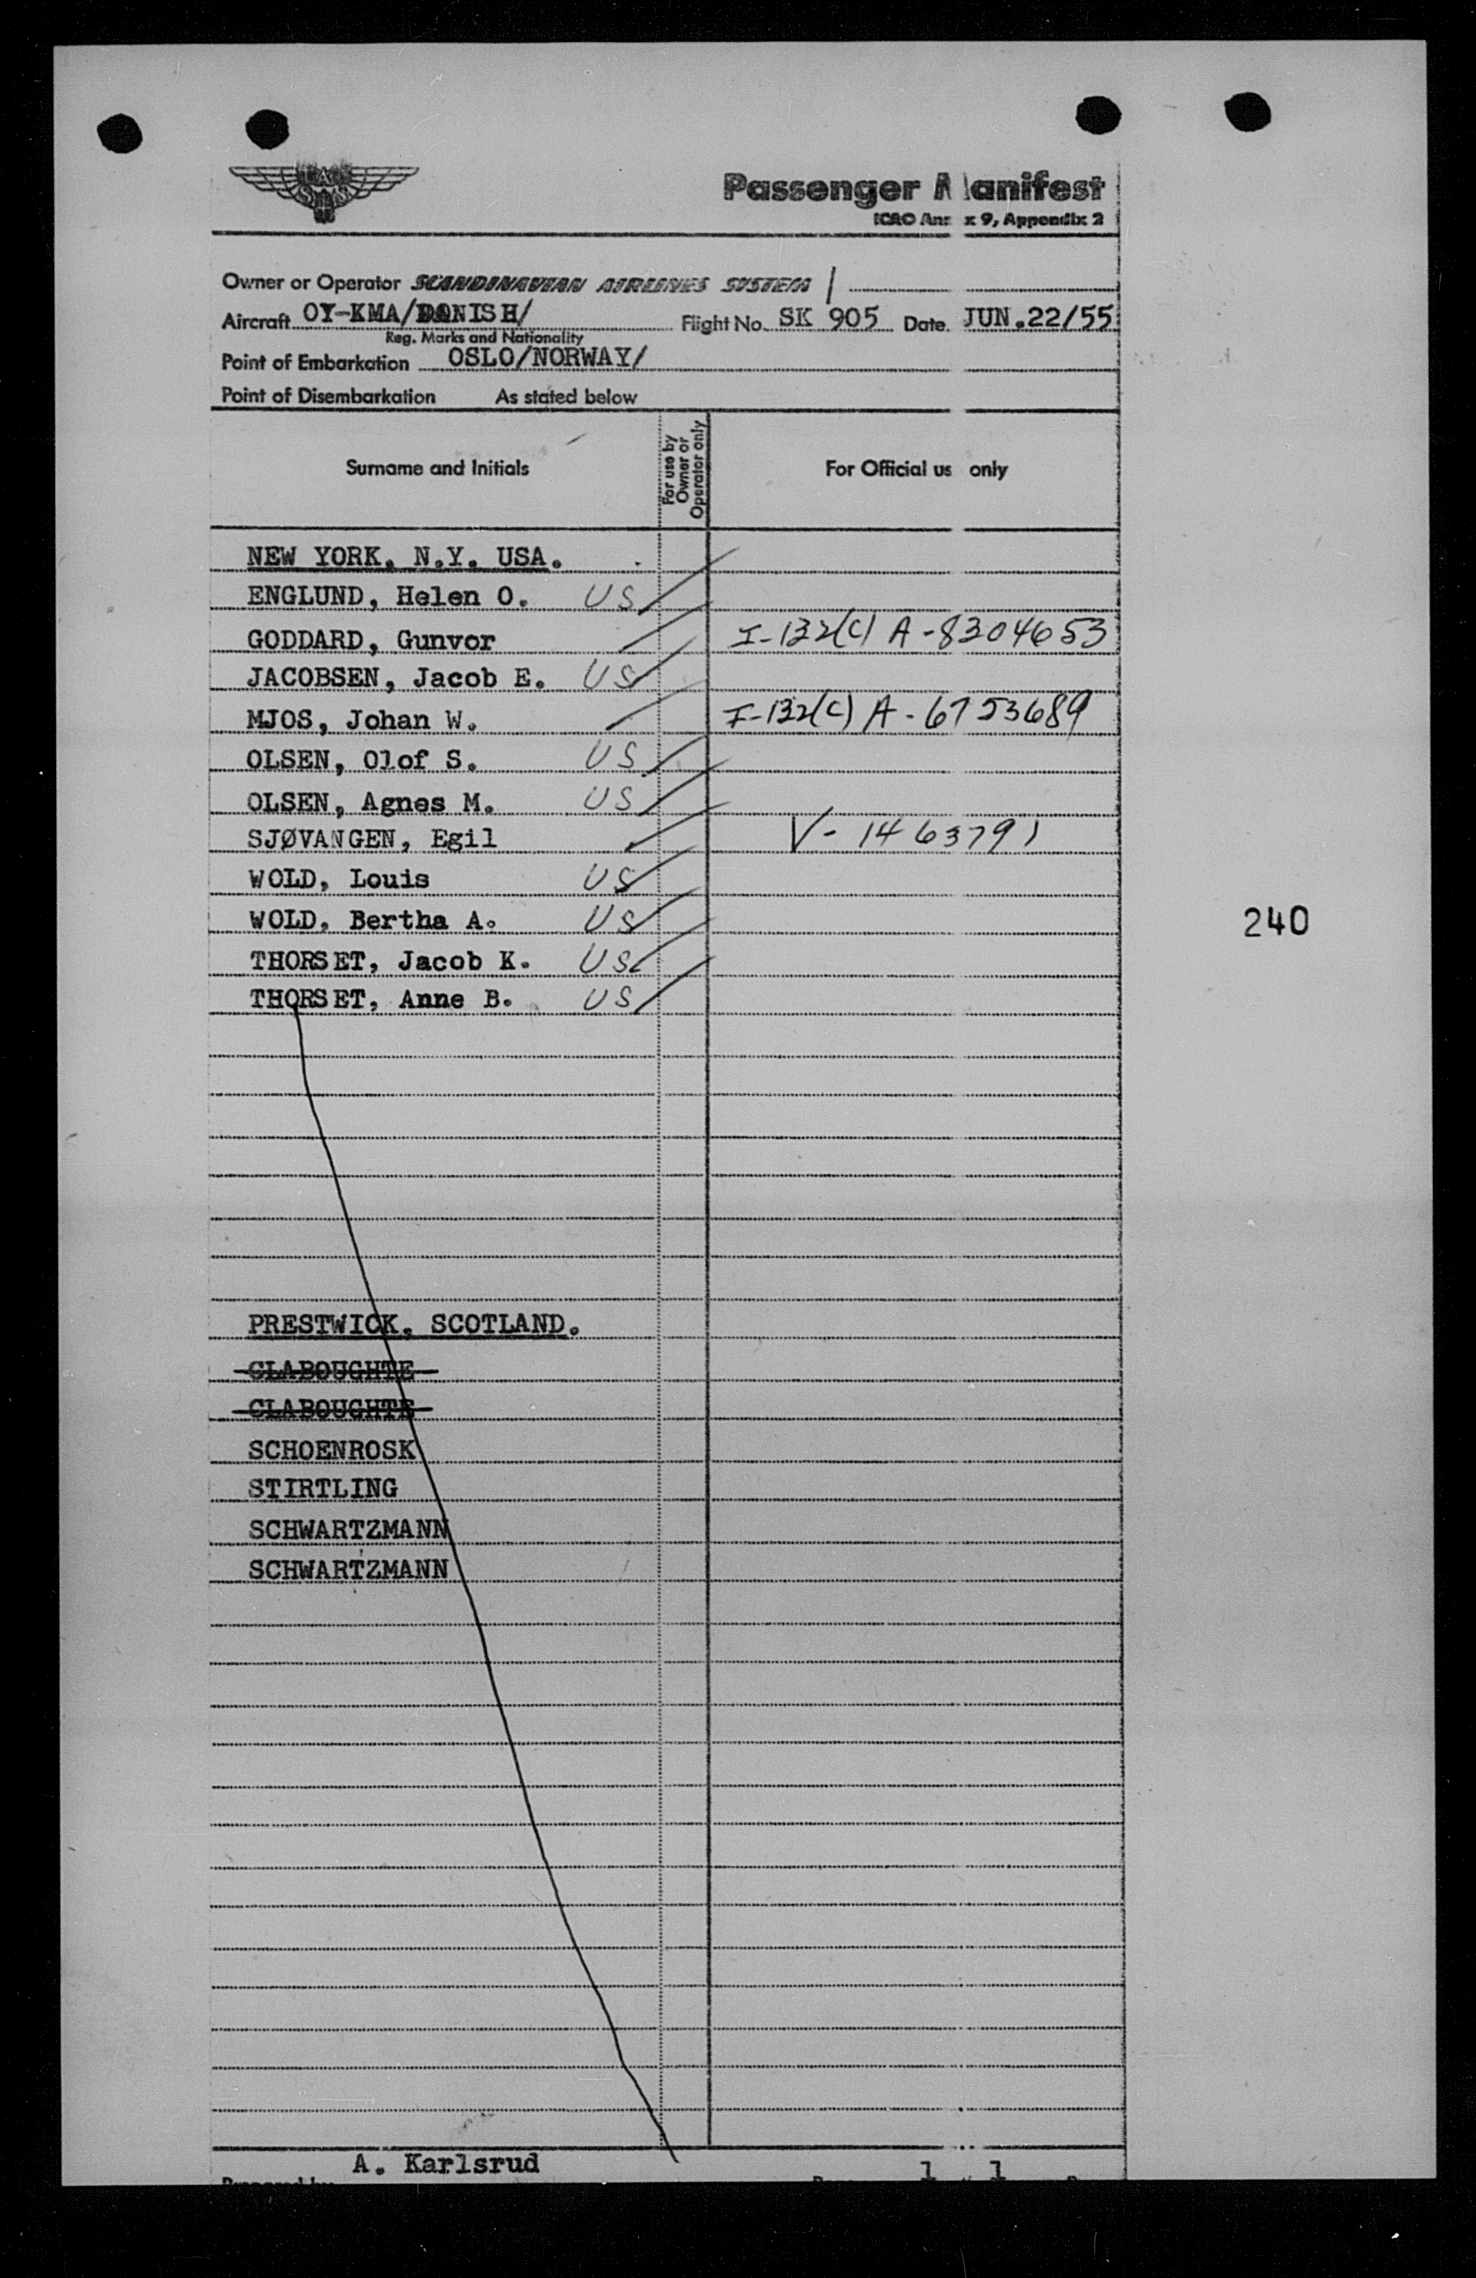 SAS
Passenger Manifest
ICAO Annex 9, Appendix 2
Owner or Operator SCANDINAVIAN AIRLINES SYSTEM
Aircraft OY-KMA/DANISH/ Flight No. SK 905 Date JUN.22/55
Reg. Marks and Nationality
Point of Embarkation OSLO/NORWAY/
Point of Disembarkation As stated below
Surname and Initials For use by Owner or Operator only For Official us only
NEW YORK, N.Y. USA.
ENGLUND, Helen O. US
GODDARD, Gunvor I-132(C) A-8304653
JACOBSEN, Jacob E. US
MJOS, Johan W. I-132(C) A-6753689
OLSEN, Olof S. US
OLSEN, Agnes M. US
SJØVANGEN, Egil V-1463791
WOLD, Louis US
WOLD, Bertha A. US
240
THORSET, Jacob K. US
THORSET, Anne B. US
PRESTWICK, SCOTLAND.
CLABOUGHTE
CLABOUGHTE
SCHOENROSK
STIRTLING
SCHWARTZMANN
SCHWARTZMANN
A. Karlsrud
1 1